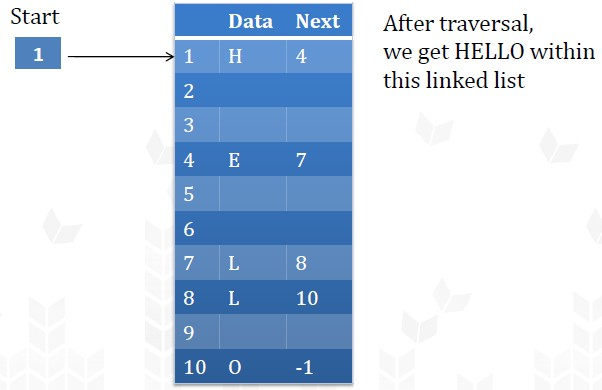 Start
1
Data Next
1 H 4
2
3
4 E 7
5
6
7 L 8
8 L 10
9
10 O -1
After traversal,
we get HELLO within
this linked list